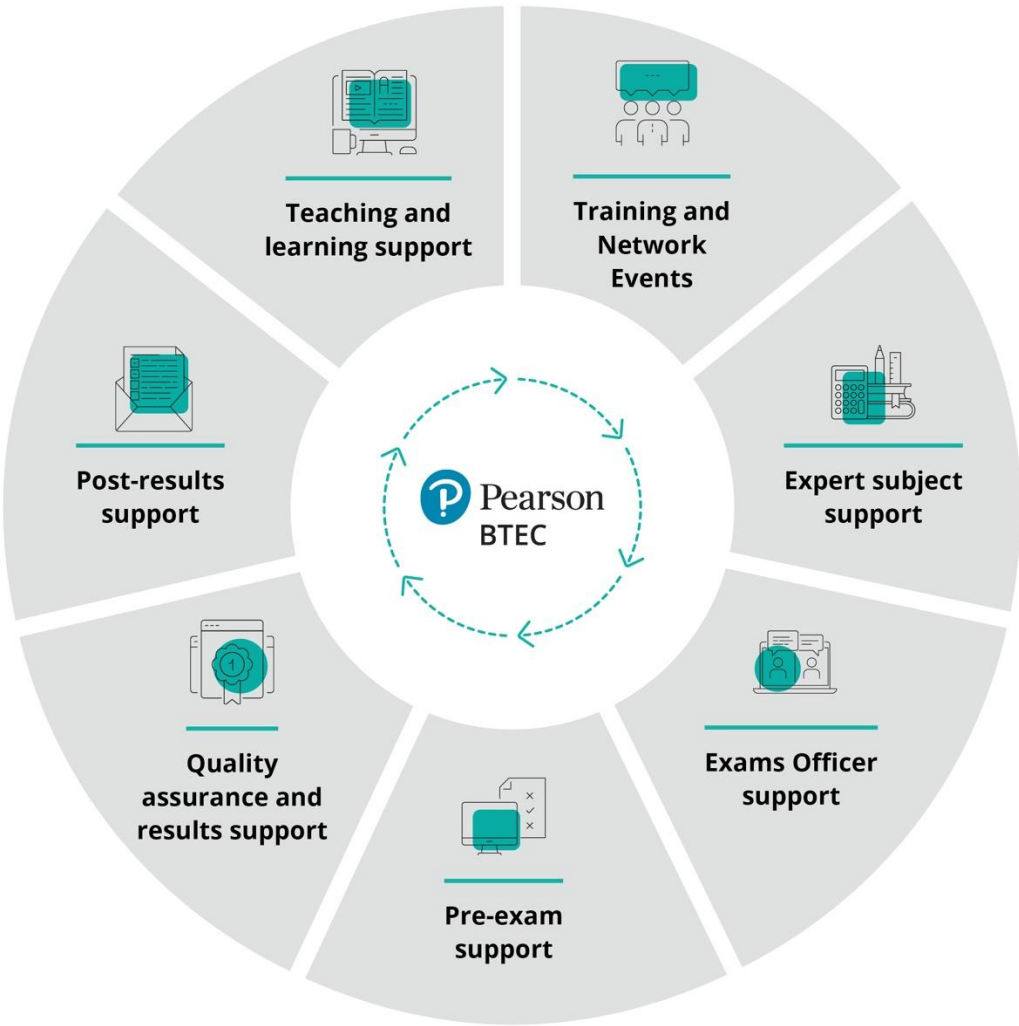 Teaching and
learning support
Training and
Network
Events
Expert subject
support
Exams Officer
support
Pre-exam
support
Quality
assurance and
results support
Post-results
support
Pearson
BTEC
1